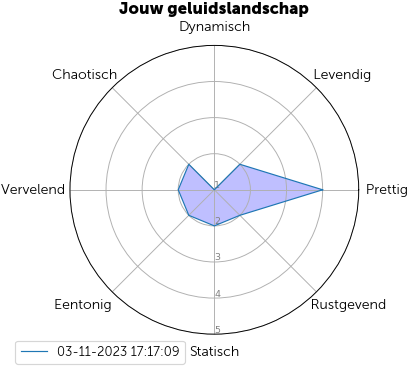 Jouw geluidslandschap
Dynamisch
Chaotisch
Levendig
Vervelend
1
Prettig
2
3
Eentonig
4
Rustgevend
5
03-11-2023 17:17:09
Statisch